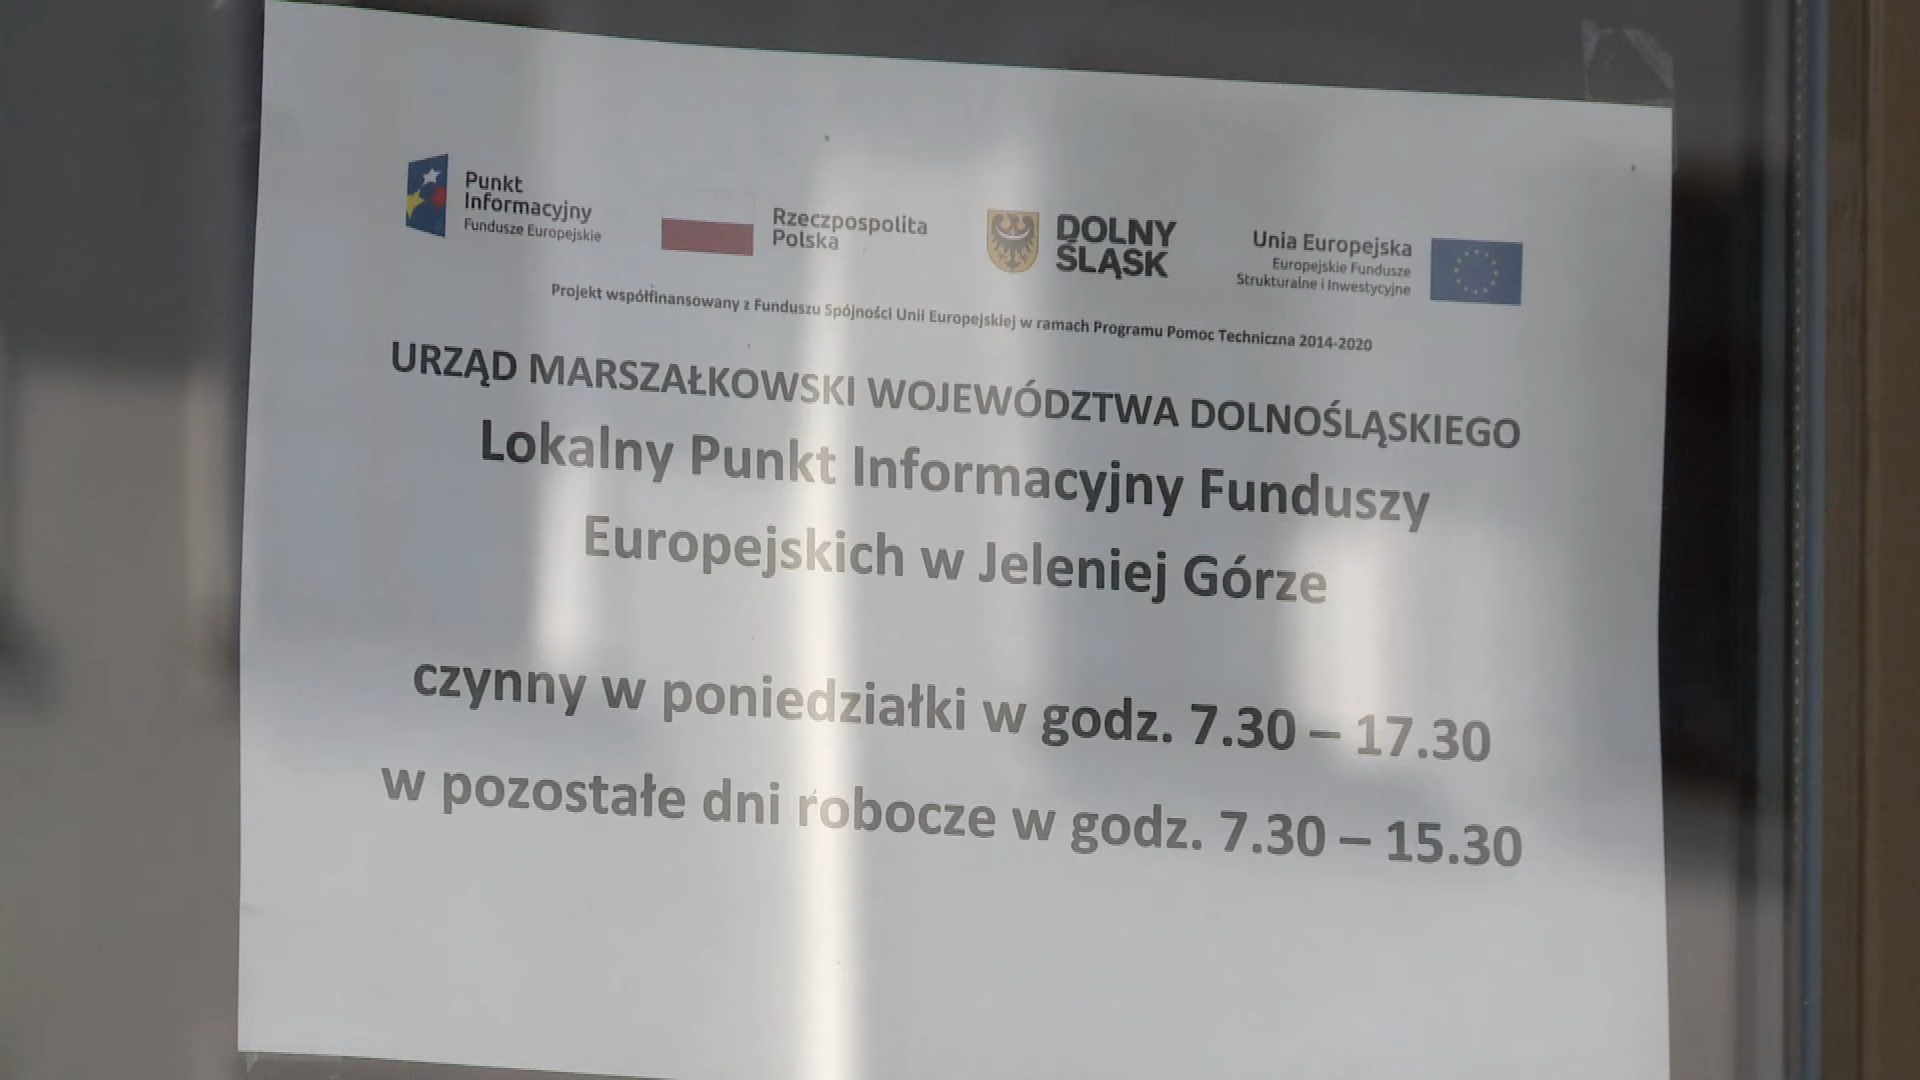 Punkt
Informacyjny
Fundusze Europejskie
Rzeczpospolita
Polska
DOLNY
ŚLĄSK
Unia Europejska
Europejskie Fundusze
Strukturalne i Inwestycyjne
Projekt współfinansowany z Funduszu Spójności Unii Europejskiej w ramach Programu Pomoc Techniczna 2014-2020
URZĄD MARSZAŁKOWSKI WOJEWÓDZTWA DOLNOŚLĄSKIEGO
Lokalny Punkt Informacyjny Funduszy
Europejskich w Jeleniej Górze
czynny w poniedziałki w godz. 7.30 – 17.30
w pozostałe dni robocze w godz. 7.30 – 15.30